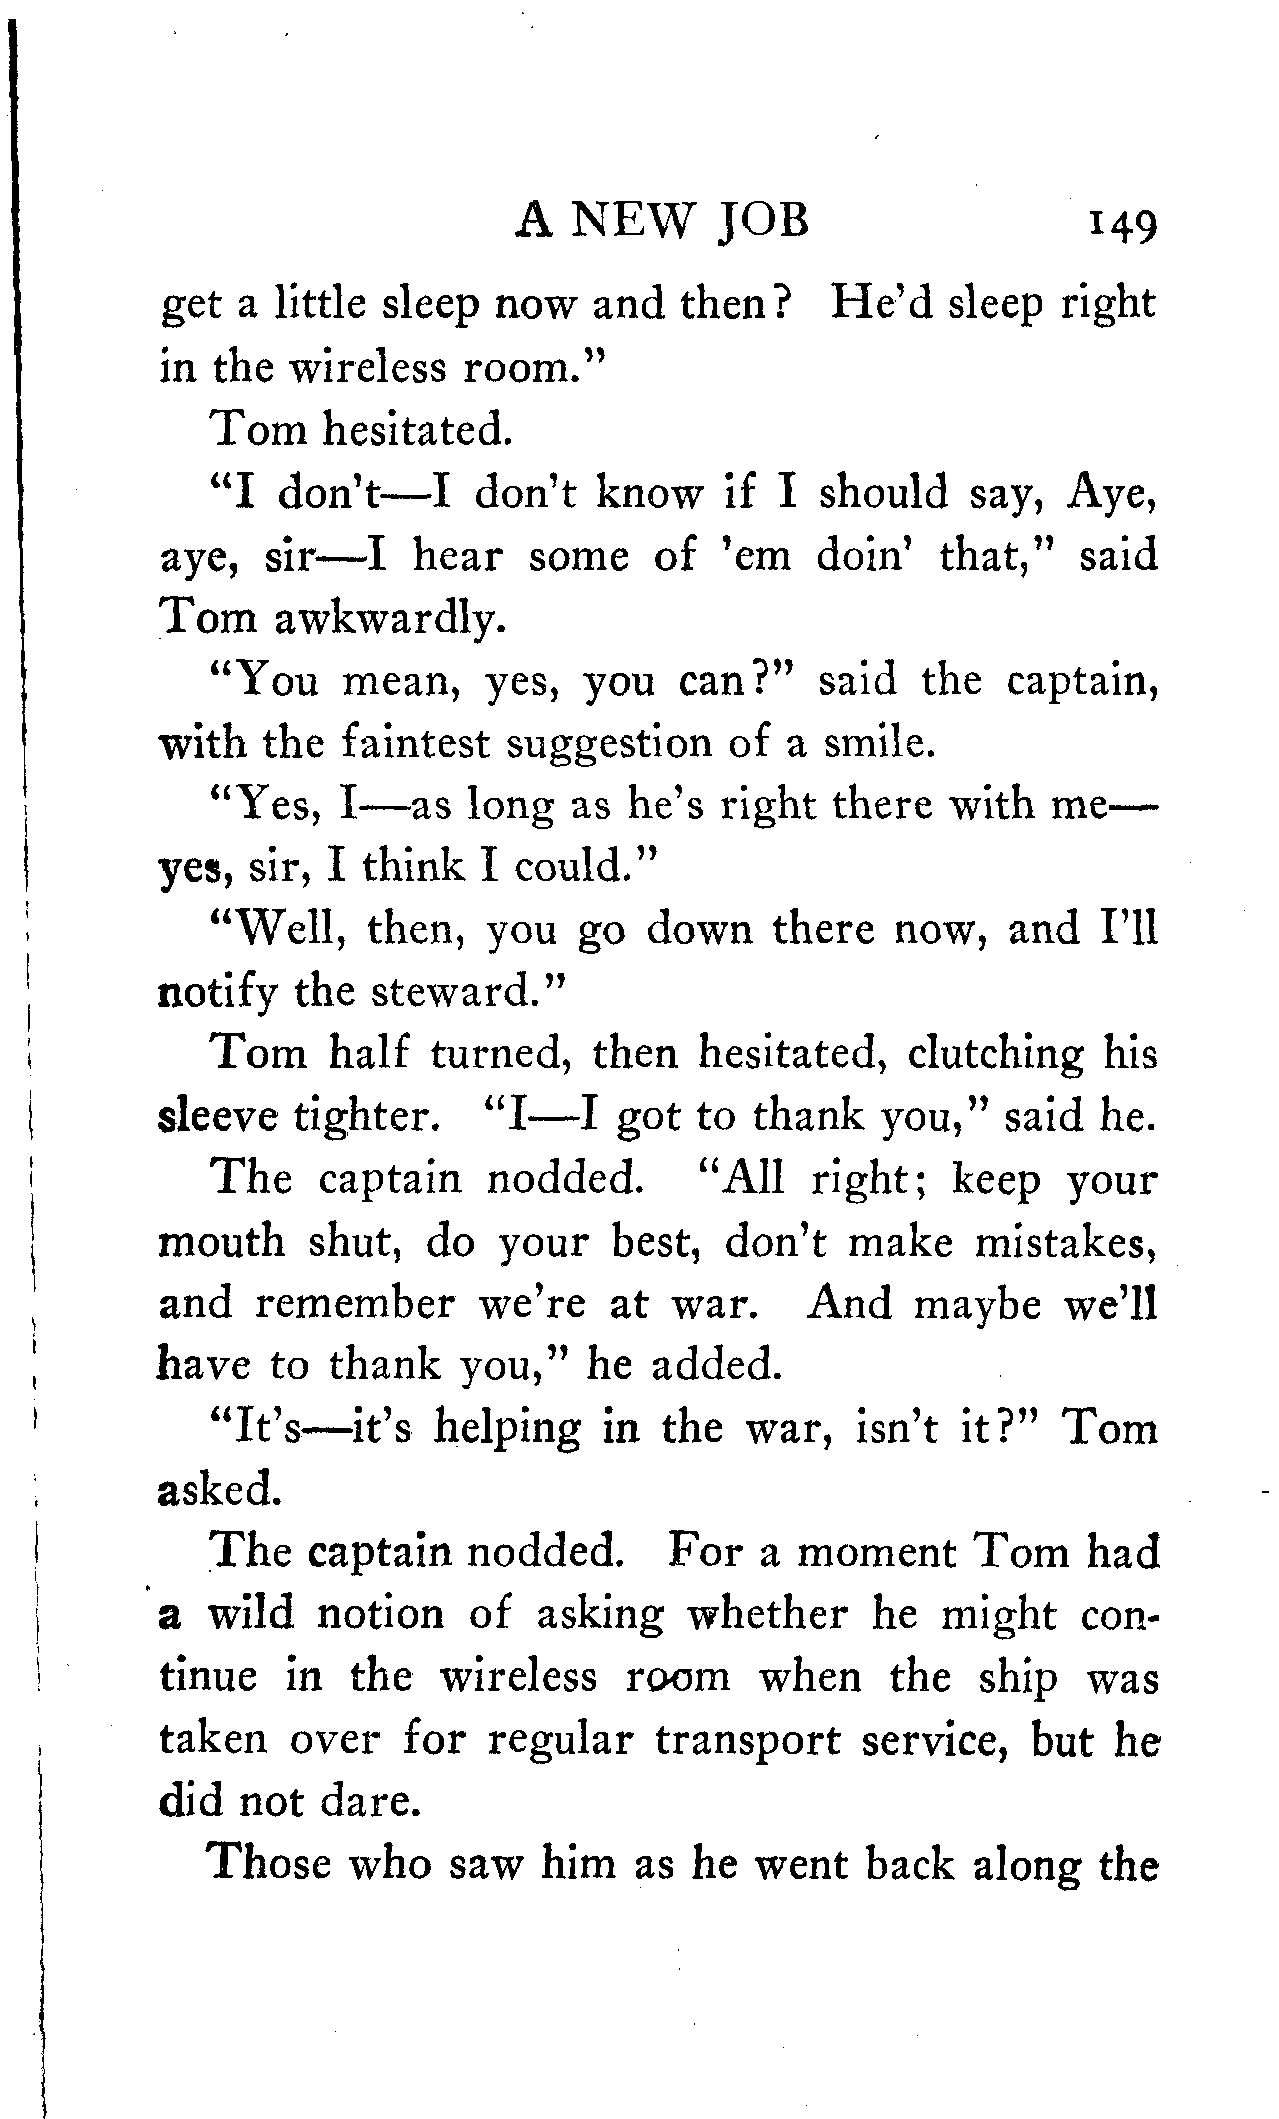 A NEW JOB 149
get a little sleep now and then? He'd sleep right
in the wireless room."
Tom hesitated.
"I don't—I don't know if I should say, Aye,
aye, sir—I hear some of 'em doin' that," said
Tom awkwardly.
"You mean, yes, you can?" said the captain,
with the faintest suggestion of a smile.
"Yes, I—as long as he's right there with me—
yes, sir, I think I could."
"Well, then, you go down there now, and I'll
notify the steward."
Tom half turned, then hesitated, clutching his
sleeve tighter. "I—I got to thank you," said he.
The captain nodded. "All right; keep your
mouth shut, do your best, don't make mistakes,
and remember we're at war. And maybe we'll
have to thank you," he added.
"It's—it's helping in the war, isn't it?" Tom
asked.
The captain nodded. For a moment Tom had
a wild notion of asking whether he might con-
tinue in the wireless room when the ship was
taken over for regular transport service, but he
did not dare.
Those who saw him as he went back along the